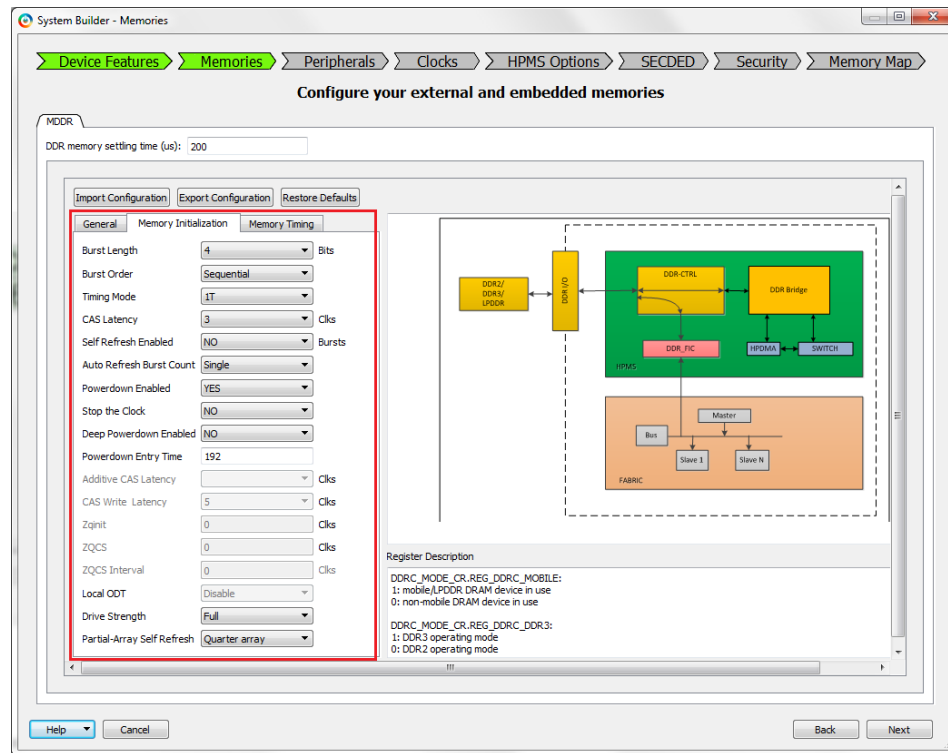 System Builder - Memories
Device Features Memories Peripherals Clocks HPMS Options SECDED Security Memory Map
Configure your external and embedded memories
MDDR
DDR memory settling time (us): 200
Import Configuration Export Configuration Restore Defaults
General Memory Initialization Memory Timing
Burst Length 4 Bits
Burst Order Sequential
Timing Mode 1T
CAS Latency 3 Clks
Self Refresh Enabled NO Bursts
Auto Refresh Burst Count Single
Powerdown Enabled YES
Stop the Clock NO
Deep Powerdown Enabled NO
Powerdown Entry Time 192
Additive CAS Latency Clks
CAS Write Latency 5 Clks
Zqinit 0 Clks
ZQCS 0 Clks
ZQCS Interval 0 Clks
Local ODT Disable
Drive Strength Full
Partial-Array Self Refresh Quarter array
DDR2/
DDR3/
LPDDR
DDR I/O
DDR-CTRL
DDR Bridge
DDR_FIC
HPDMA
SWITCH
HPMS
Master
Bus
Slave 1
Slave N
FABRIC
Register Description
DDRC_MODE_CR.REG_DDRC_MOBILE:
1: mobile/LPDDR DRAM device in use
0: non-mobile DRAM device in use
DDRC_MODE_CR.REG_DDRC_DDR3:
1: DDR3 operating mode
0: DDR2 operating mode
Help Cancel Back Next